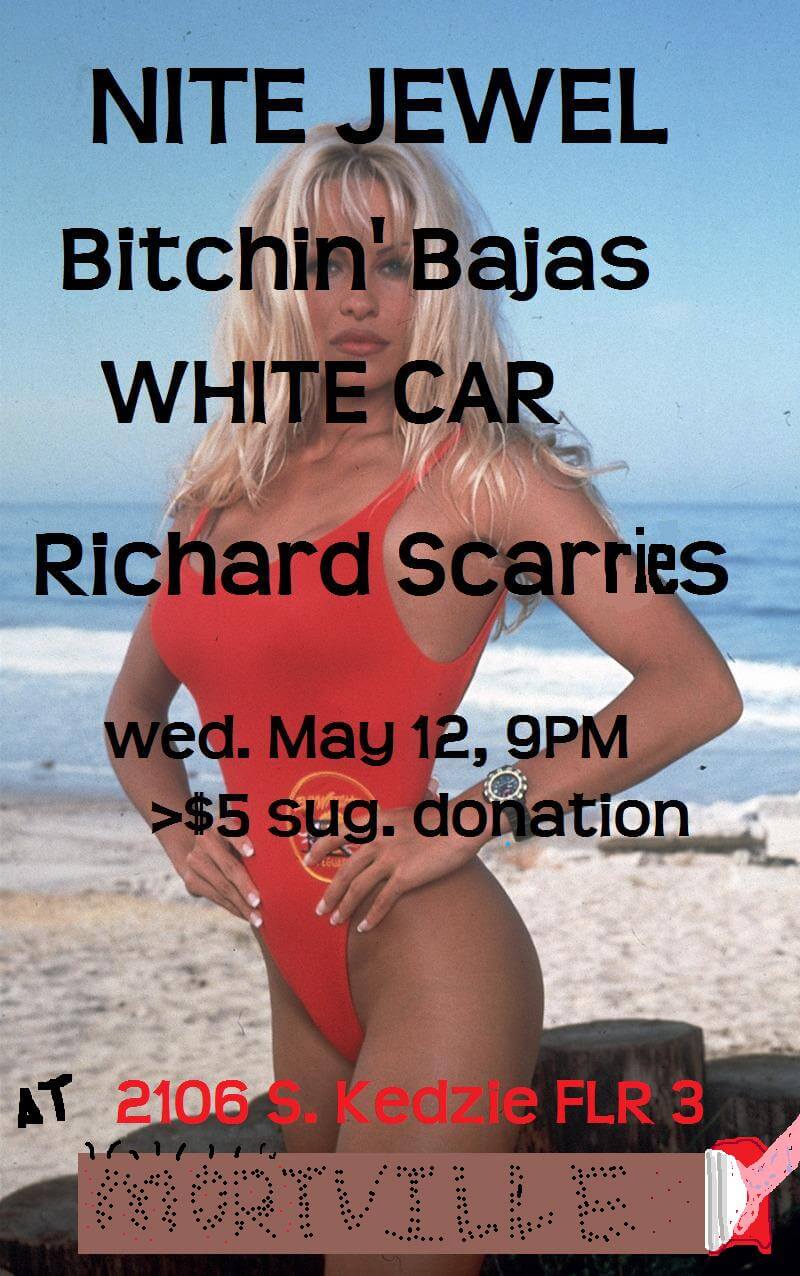 NITE JEWEL
Bitchin' Bajas
WHITE CAR
Richard Scarries
wed. May 12, 9PM
>$5 sug. donation
AT 2106 S. Kedzie FLR 3
MORTVILLE